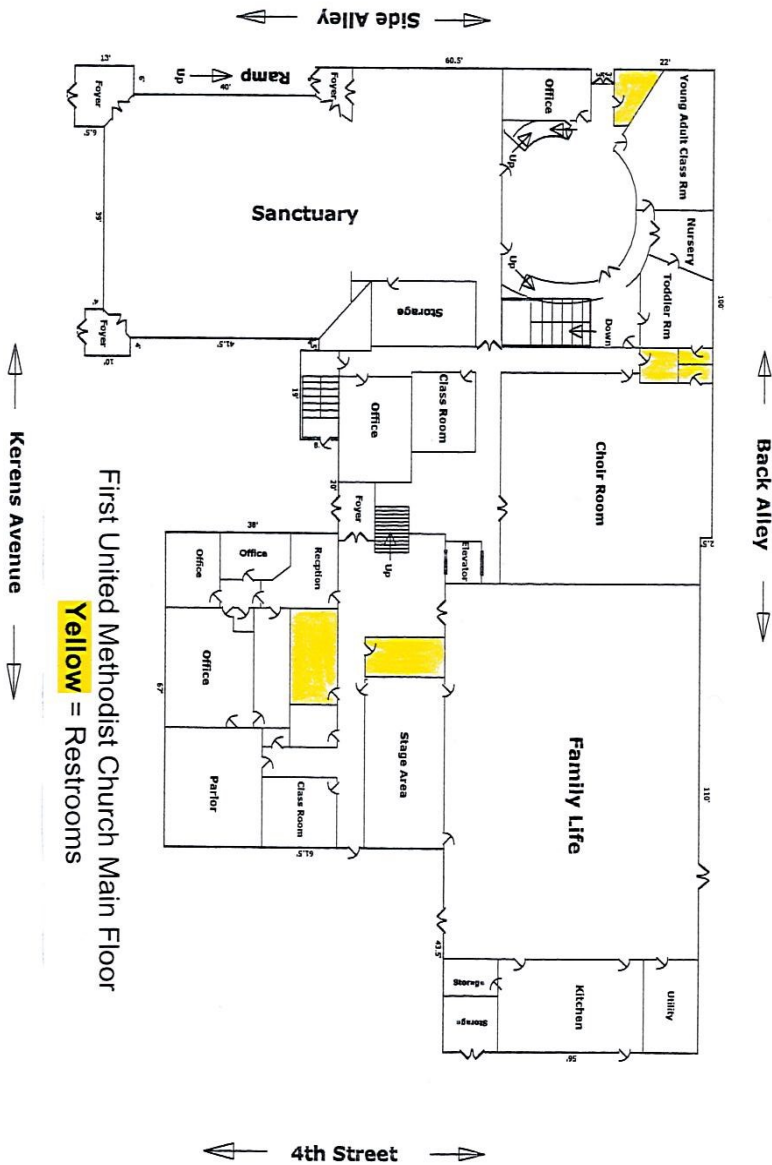 Side Alley
60.5'
22'
13'
Foyer
Up
Ramp
40'
Foyer
Office
Young Adult Class Rm
6.5'
Up
Nursery
Sanctuary
39'
Up
Toddler Rm
100'
Storage
Down
4'
Foyer
10'
4'
41.5'
19'
Office
Class Room
Choir Room
Back Alley
Kerens Avenue
20'
Foyer
Up
Elevator
2.5'
38'
Office
Office
Recption
Office
67'
Parlor
Class Room
61.5'
Stage Area
Family Life
110'
43.5'
Storage
Storage
Kitchen
Utility
56'
First United Methodist Church Main Floor
Yellow = Restrooms
4th Street